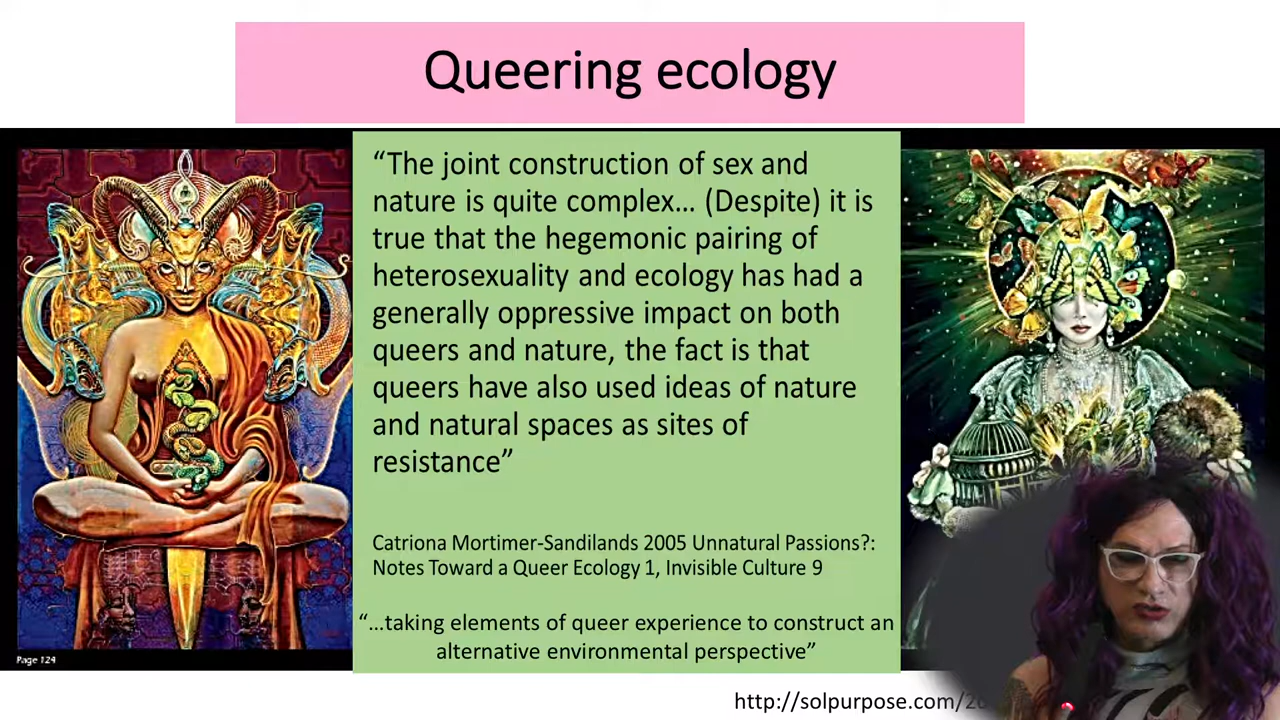 Queering ecology
“The joint construction of sex and
nature is quite complex… (Despite) it is
true that the hegemonic pairing of
heterosexuality and ecology has had a
generally oppressive impact on both
queers and nature, the fact is that
queers have also used ideas of nature
and natural spaces as sites of
resistance”
Catriona Mortimer-Sandilands 2005 Unnatural Passions?:
Notes Toward a Queer Ecology 1, Invisible Culture 9
“…taking elements of queer experience to construct an
alternative environmental perspective”
Page 124
http://solpurpose.com/20